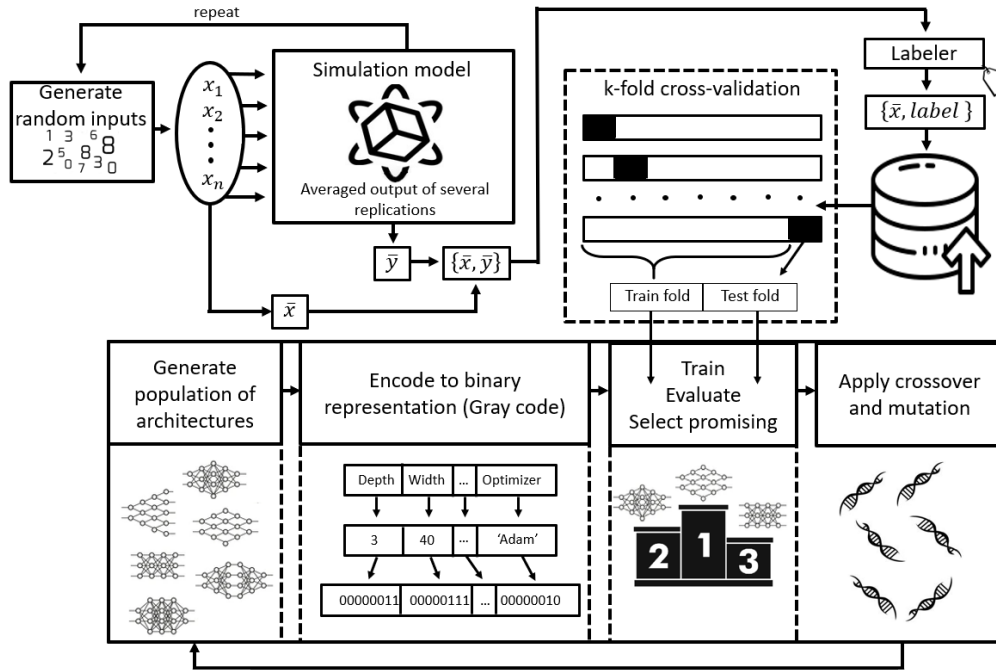 repeat
Generate
random inputs
1 3 6 8
2 5 0 8 7 3 0
x₁
x₂
xₙ
Simulation model
Averaged output of several
replications
ȳ
{x̄, ȳ}
x̄
Labeler
{x̄, label }
k-fold cross-validation
Train fold
Test fold
Generate
population of
architectures
Encode to binary
representation (Gray code)
Train
Evaluate
Select promising
Apply crossover
and mutation
Depth Width ... Optimizer
3 40 ... ‘Adam’
00000011 00000111 ... 00000010
2 1 3